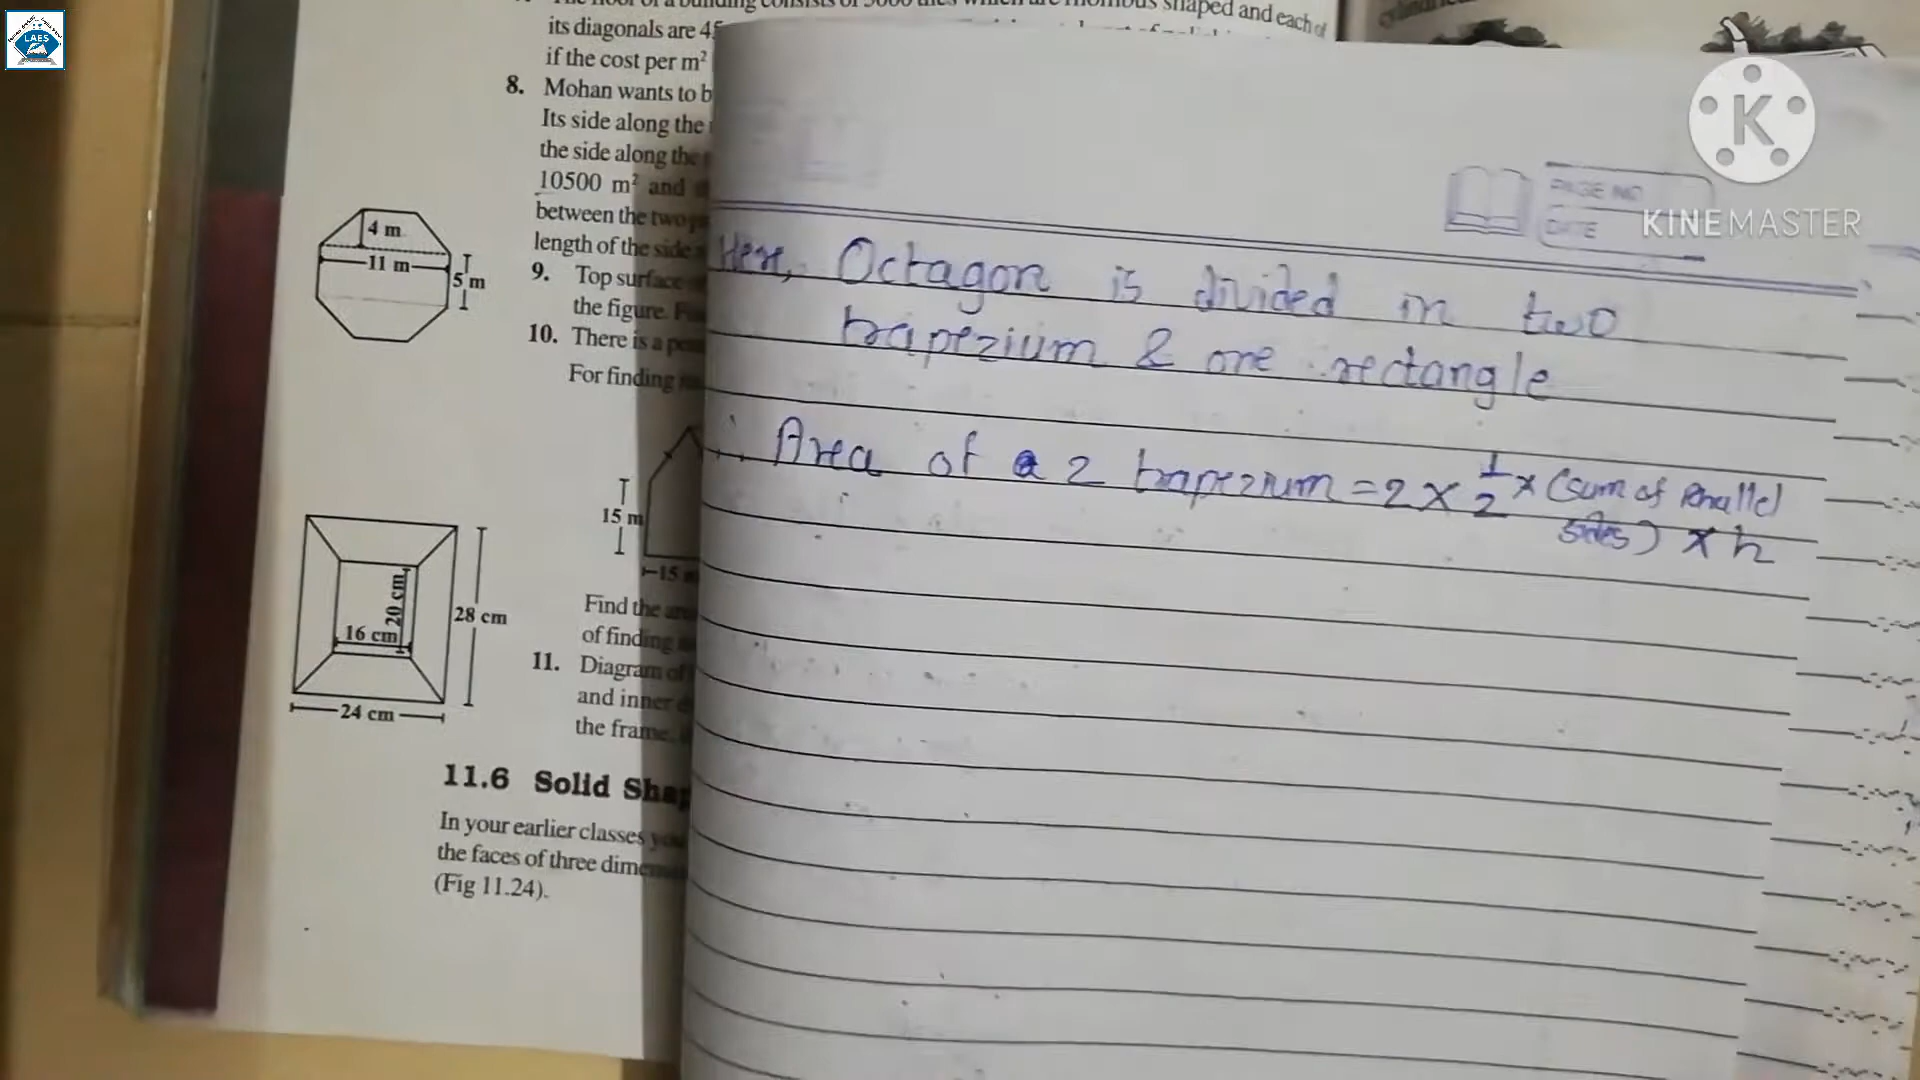 LAES
its diagonals are 45
if the cost per m²
8. Mohan wants to b
Its side along the
the side along the
10500 m² and
between the two
length of the side
9. Top surface
the figure.
10. There is a
For finding
4 m
11 m
5 m
15 m
15
Find the
of finding
11. Diagram of
and inner
the frame.
20 cm
16 cm
28 cm
24 cm
11.6 Solid Shap
In your earlier classes you
the faces of three dime
(Fig 11.24).
PAGE NO
DATE
K
KINEMASTER
Here, Octagon is divided in two
trapezium & one rectangle
∴ Area of 2 trapezium = 2 × 1/2 × (sum of Parallel
sides) × h